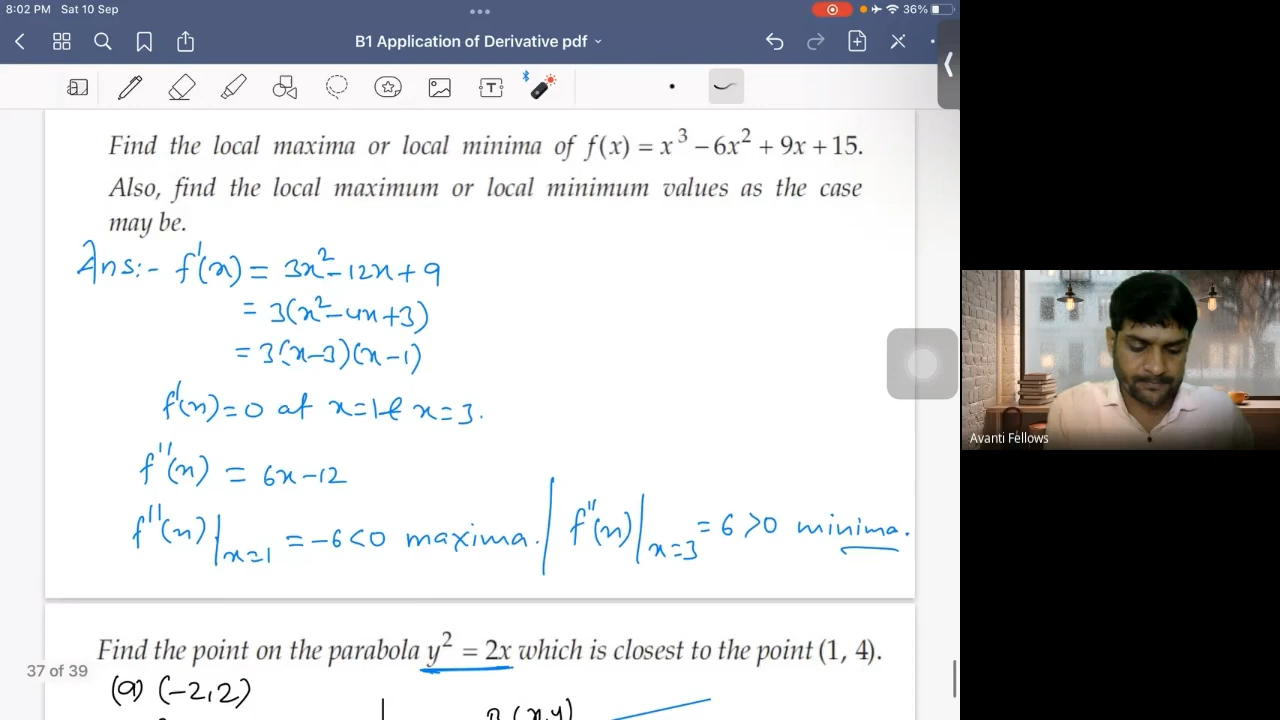 8:02 PM Sat 10 Sep
36%
B1 Application of Derivative pdf
Find the local maxima or local minima of f(x) = x³ − 6x² + 9x + 15.
Also, find the local maximum or local minimum values as the case
may be.
Ans:- f'(x) = 3x² − 12x + 9
= 3(x² − 4x + 3)
= 3(x − 3)(x − 1)
f'(x) = 0 at x = 1 & x = 3.
f''(x) = 6x − 12
f''(x)|x=1 = −6 < 0 maxima. | f''(x)|x=3 = 6 > 0 minima.
Find the point on the parabola y² = 2x which is closest to the point (1, 4).
37 of 39
(a) (−2, 2)
(x, y)
Avanti Fellows